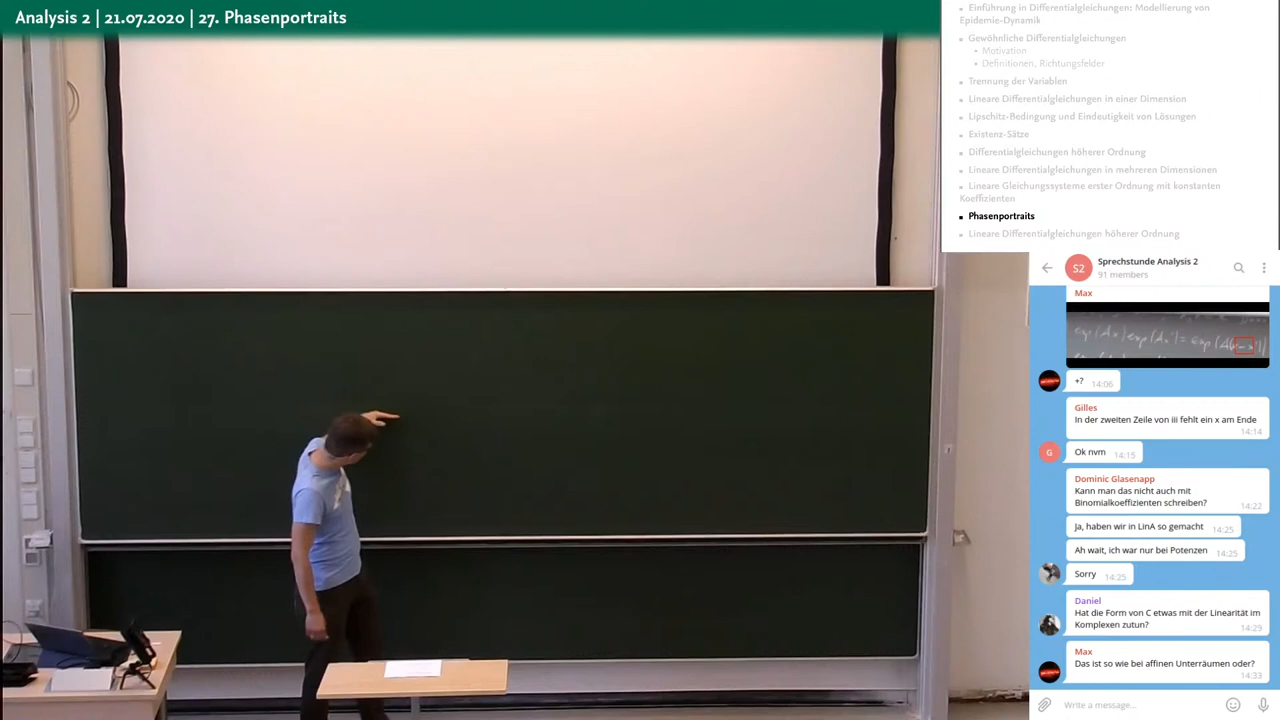 Analysis 2 | 21.07.2020 | 27. Phasenportraits
Einführung in Differentialgleichungen: Modellierung von
Epidemie-Dynamik
Gewöhnliche Differentialgleichungen
Motivation
Definitionen, Richtungsfelder
Trennung der Variablen
Lineare Differentialgleichungen in einer Dimension
Lipschitz-Bedingung und Eindeutigkeit von Lösungen
Existenz-Sätze
Differentialgleichungen höherer Ordnung
Lineare Differentialgleichungen in mehreren Dimensionen
Lineare Gleichungssysteme erster Ordnung mit konstanten
Koeffizienten
Phasenportraits
Lineare Differentialgleichungen höherer Ordnung
S2
Sprechstunde Analysis 2
91 members
Max
+? 14:06
Gilles
In der zweiten Zeile von iii fehlt ein x am Ende
14:14
G
Ok nvm 14:15
Dominic Glasenapp
Kann man das nicht auch mit
Binomialkoeffizienten schreiben? 14:22
Ja, haben wir in LinA so gemacht 14:25
Ah wait, ich war nur bei Potenzen 14:25
Sorry 14:25
Daniel
Hat die Form von C etwas mit der Linearität im
Komplexen zutun? 14:29
Max
Das ist so wie bei affinen Unterräumen oder?
14:33
Write a message...